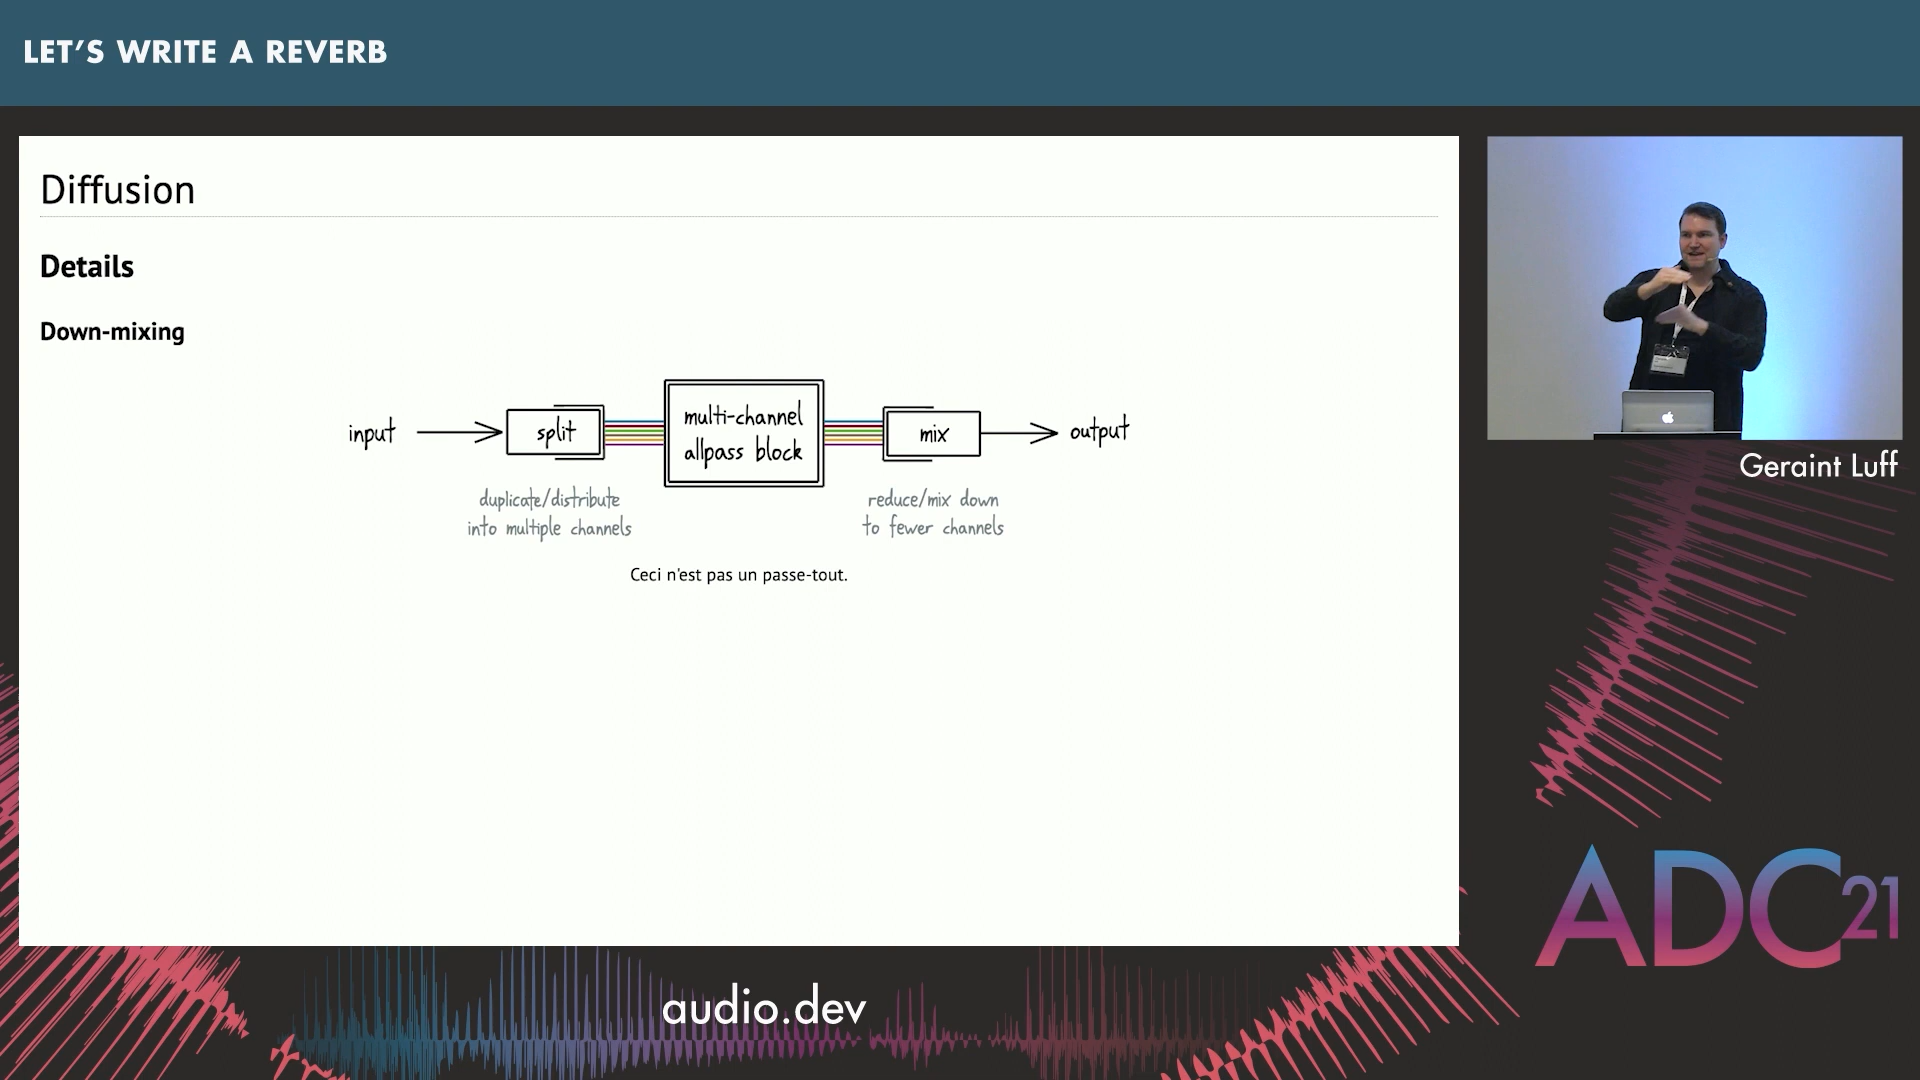 LET’S WRITE A REVERB
Diffusion
Details
Down-mixing
input
split
multi-channel
allpass block
mix
output
duplicate/distribute
into multiple channels
reduce/mix down
to fewer channels
Ceci n'est pas un passe-tout.
Geraint Luff
ADC21
audio.dev